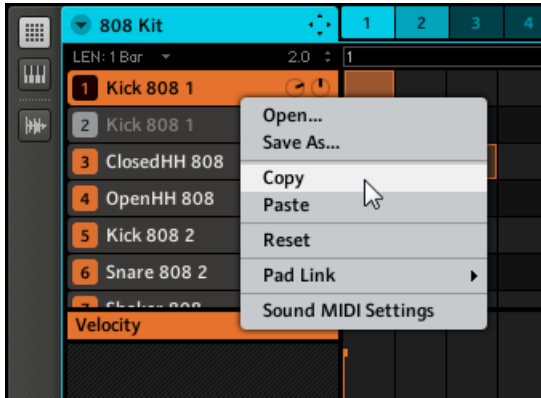 808 Kit
1 2 3 4
LEN: 1 Bar 2.0 1
1 Kick 808 1
2 Kick 808 1
3 ClosedHH 808
4 OpenHH 808
5 Kick 808 2
6 Snare 808 2
Open...
Save As...
Copy
Paste
Reset
Pad Link
Sound MIDI Settings
Velocity